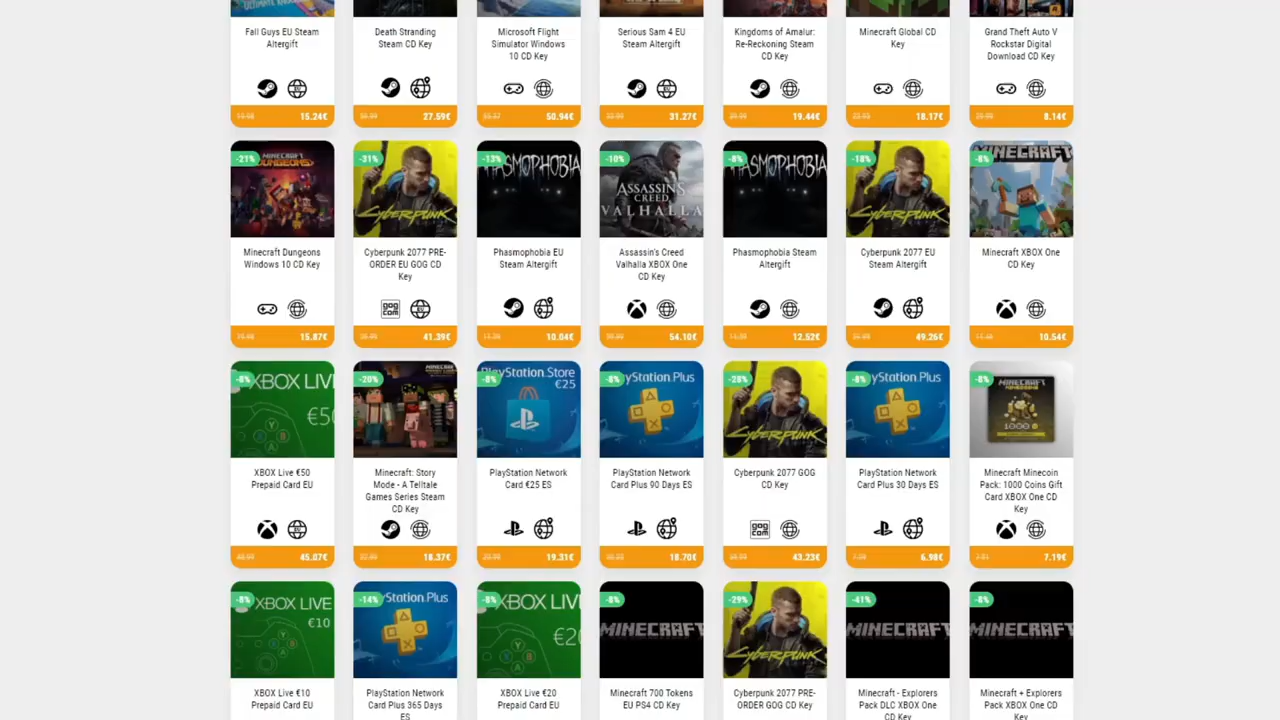 Fall Guys EU Steam
Altergift
15.24€
Death Stranding
Steam CD Key
27.59€
Microsoft Flight
Simulator Windows
10 CD Key
50.94€
Serious Sam 4 EU
Steam Altergift
31.27€
Kingdoms of Amalur:
Re-Reckoning Steam
CD Key
19.44€
Minecraft Global CD
Key
18.17€
Grand Theft Auto V
Rockstar Digital
Download CD Key
8.14€
-21%
MINECRAFT
DUNGEONS
Minecraft Dungeons
Windows 10 CD Key
15.87€
-31%
CYBERPUNK
Cyberpunk 2077 PRE-
ORDER EU GOG CD
Key
gog
com
41.39€
-13%
PHASMOPHOBIA
Phasmophobia EU
Steam Altergift
10.04€
-10%
ASSASSIN'S
CREED
VALHALLA
Assassin's Creed
Valhalla XBOX One
CD Key
54.10€
-8%
PHASMOPHOBIA
Phasmophobia Steam
Altergift
12.52€
-18%
CYBERPUNK
Cyberpunk 2077 EU
Steam Altergift
49.26€
-8%
MINECRAFT
Minecraft XBOX One
CD Key
10.54€
-8%
XBOX LIVE
€50
XBOX Live €50
Prepaid Card EU
45.07€
-20%
MINECRAFT
Minecraft: Story
Mode - A Telltale
Games Series Steam
CD Key
18.37€
-8%
PlayStation Store
€25
PlayStation Network
Card €25 ES
19.31€
-8%
PlayStation Plus
PlayStation Network
Card Plus 90 Days ES
18.70€
-28%
CYBERPUNK
Cyberpunk 2077 GOG
CD Key
gog
com
43.23€
-8%
PlayStation Plus
PlayStation Network
Card Plus 30 Days ES
6.98€
-8%
MINECRAFT
1000
Minecraft Minecoin
Pack: 1000 Coins Gift
Card XBOX One CD
Key
7.19€
-8%
XBOX LIVE
€10
XBOX Live €10
Prepaid Card EU
-14%
PlayStation Plus
PlayStation Network
Card Plus 365 Days
ES
-8%
XBOX LIVE
€20
XBOX Live €20
Prepaid Card EU
-8%
MINECRAFT
Minecraft 700 Tokens
EU PS4 CD Key
-29%
CYBERPUNK
Cyberpunk 2077 PRE-
ORDER GOG CD Key
-41%
MINECRAFT
Minecraft - Explorers
Pack DLC XBOX One
CD Key
-8%
MINECRAFT
Minecraft + Explorers
Pack XBOX One CD
Key